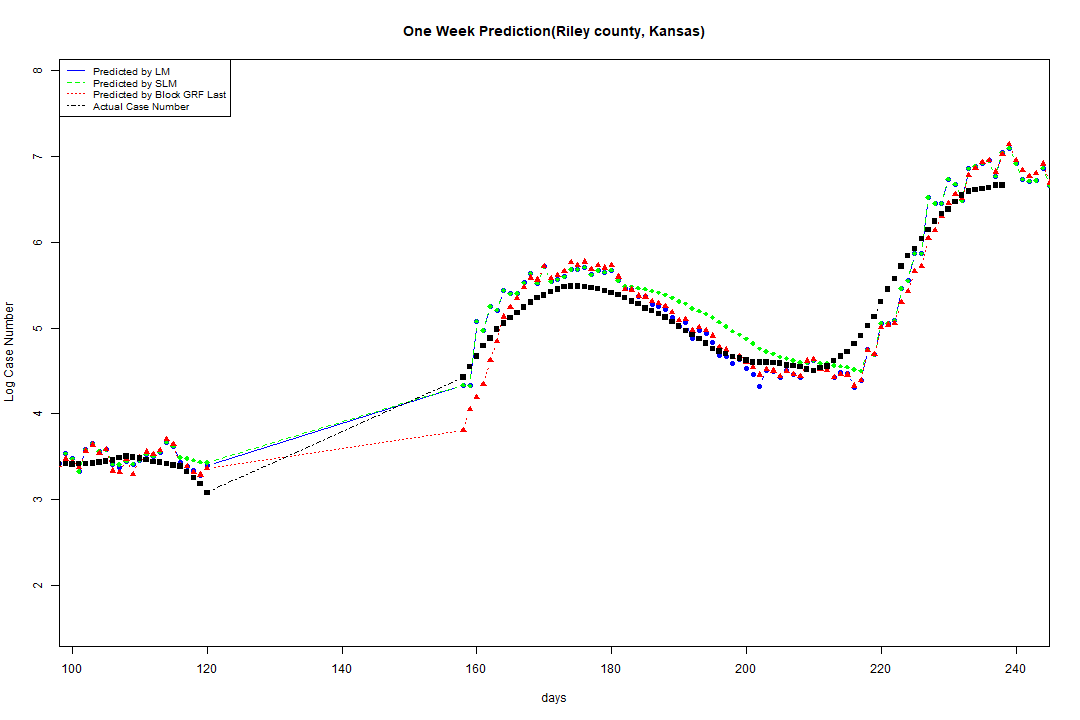 One Week Prediction(Riley county, Kansas)
Predicted by LM
Predicted by SLM
Predicted by Block GRF Last
Actual Case Number
8
7
6
5
4
3
2
Log Case Number
100 120 140 160 180 200 220 240
days